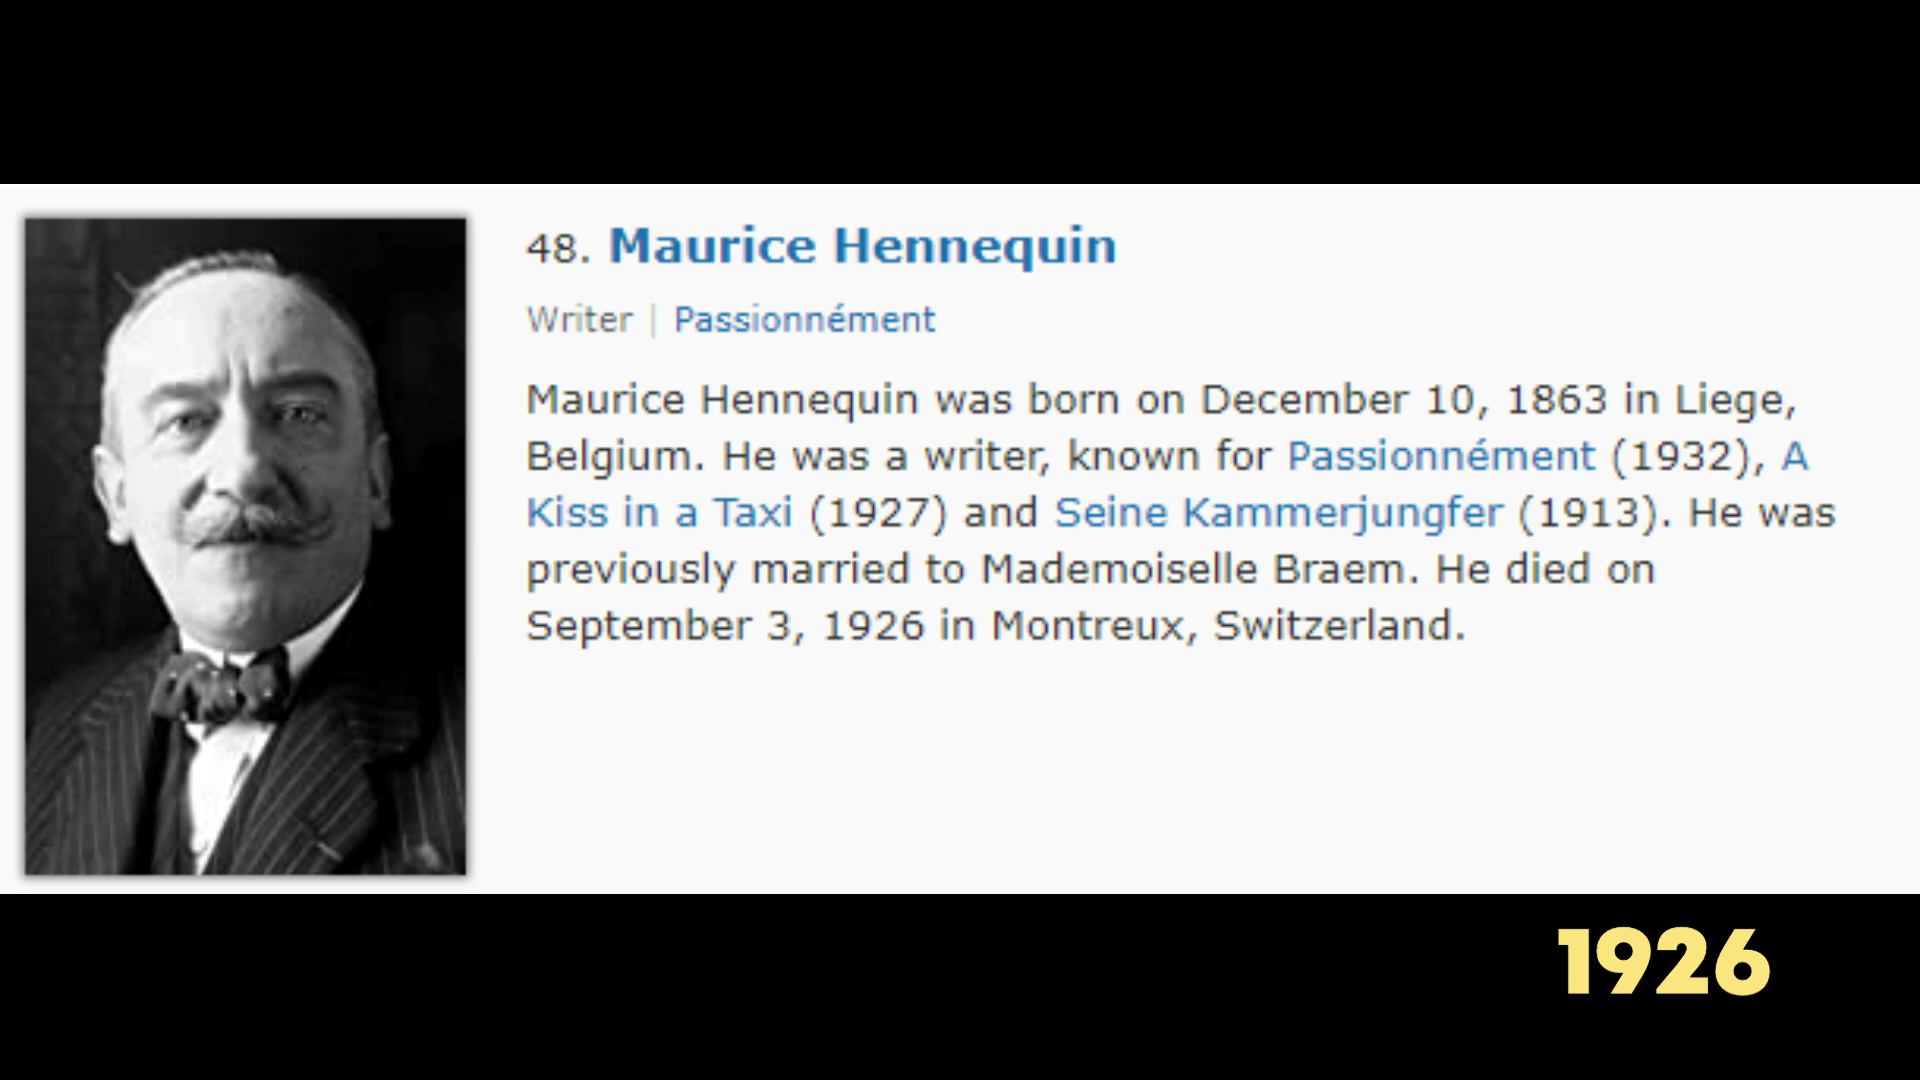 48. Maurice Hennequin
Writer | Passionnément
Maurice Hennequin was born on December 10, 1863 in Liege,
Belgium. He was a writer, known for Passionnément (1932), A
Kiss in a Taxi (1927) and Seine Kammerjungfer (1913). He was
previously married to Mademoiselle Braem. He died on
September 3, 1926 in Montreux, Switzerland.
1926